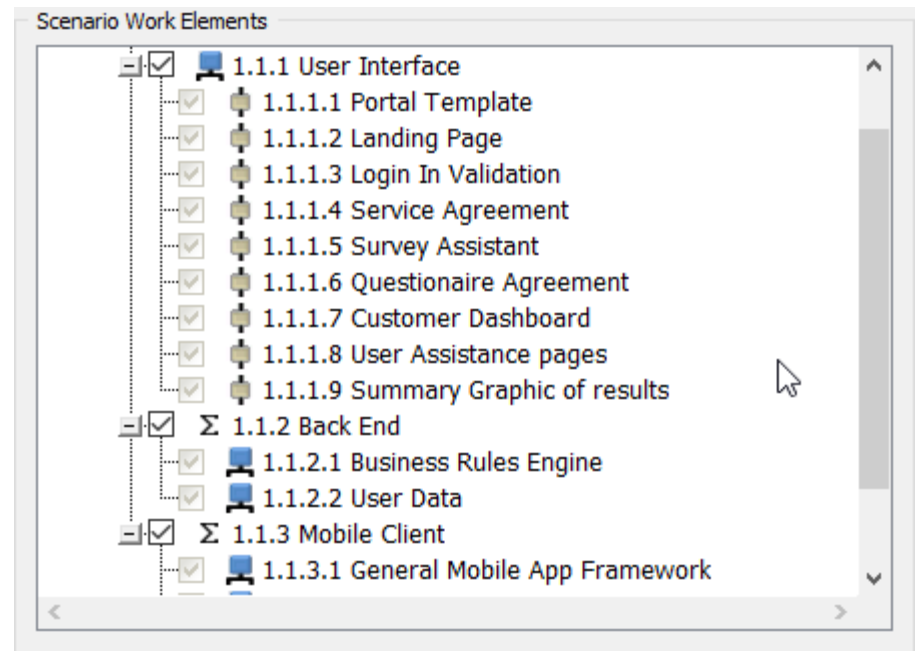 Scenario Work Elements
1.1.1 User Interface
1.1.1.1 Portal Template
1.1.1.2 Landing Page
1.1.1.3 Login In Validation
1.1.1.4 Service Agreement
1.1.1.5 Survey Assistant
1.1.1.6 Questionaire Agreement
1.1.1.7 Customer Dashboard
1.1.1.8 User Assistance pages
1.1.1.9 Summary Graphic of results
Σ 1.1.2 Back End
1.1.2.1 Business Rules Engine
1.1.2.2 User Data
Σ 1.1.3 Mobile Client
1.1.3.1 General Mobile App Framework